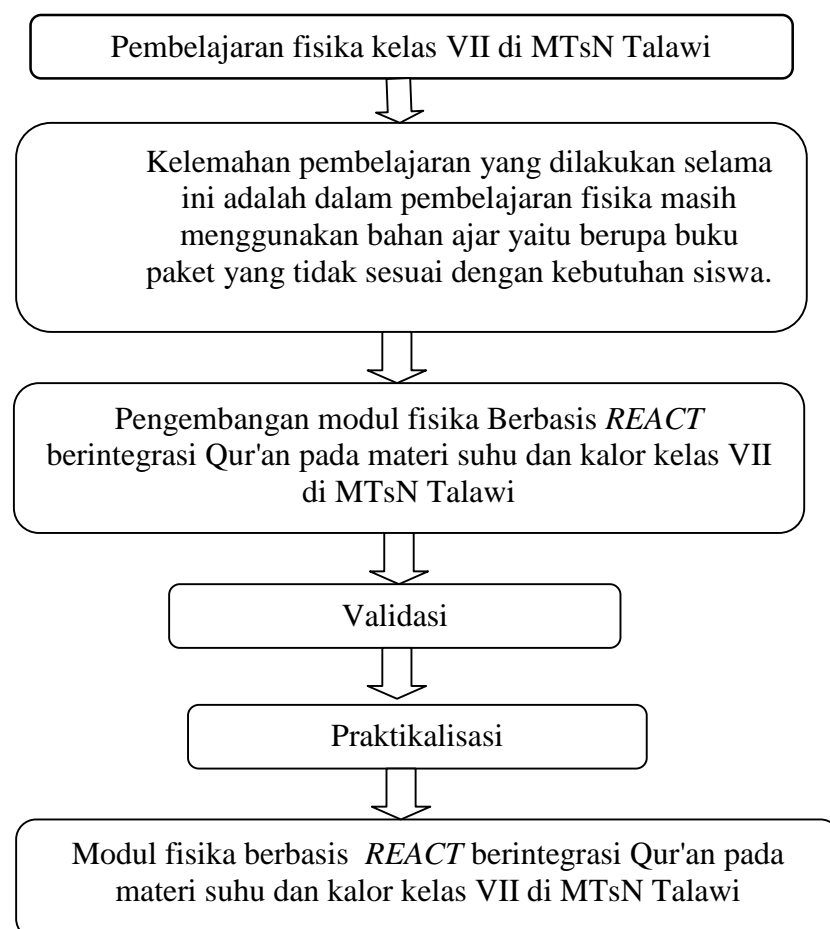 Pembelajaran fisika kelas VII di MTsN Talawi
Kelemahan pembelajaran yang dilakukan selama
ini adalah dalam pembelajaran fisika masih
menggunakan bahan ajar yaitu berupa buku
paket yang tidak sesuai dengan kebutuhan siswa.
Pengembangan modul fisika Berbasis REACT
berintegrasi Qur'an pada materi suhu dan kalor kelas VII
di MTsN Talawi
Validasi
Praktikalisasi
Modul fisika berbasis REACT berintegrasi Qur'an pada
materi suhu dan kalor kelas VII di MTsN Talawi